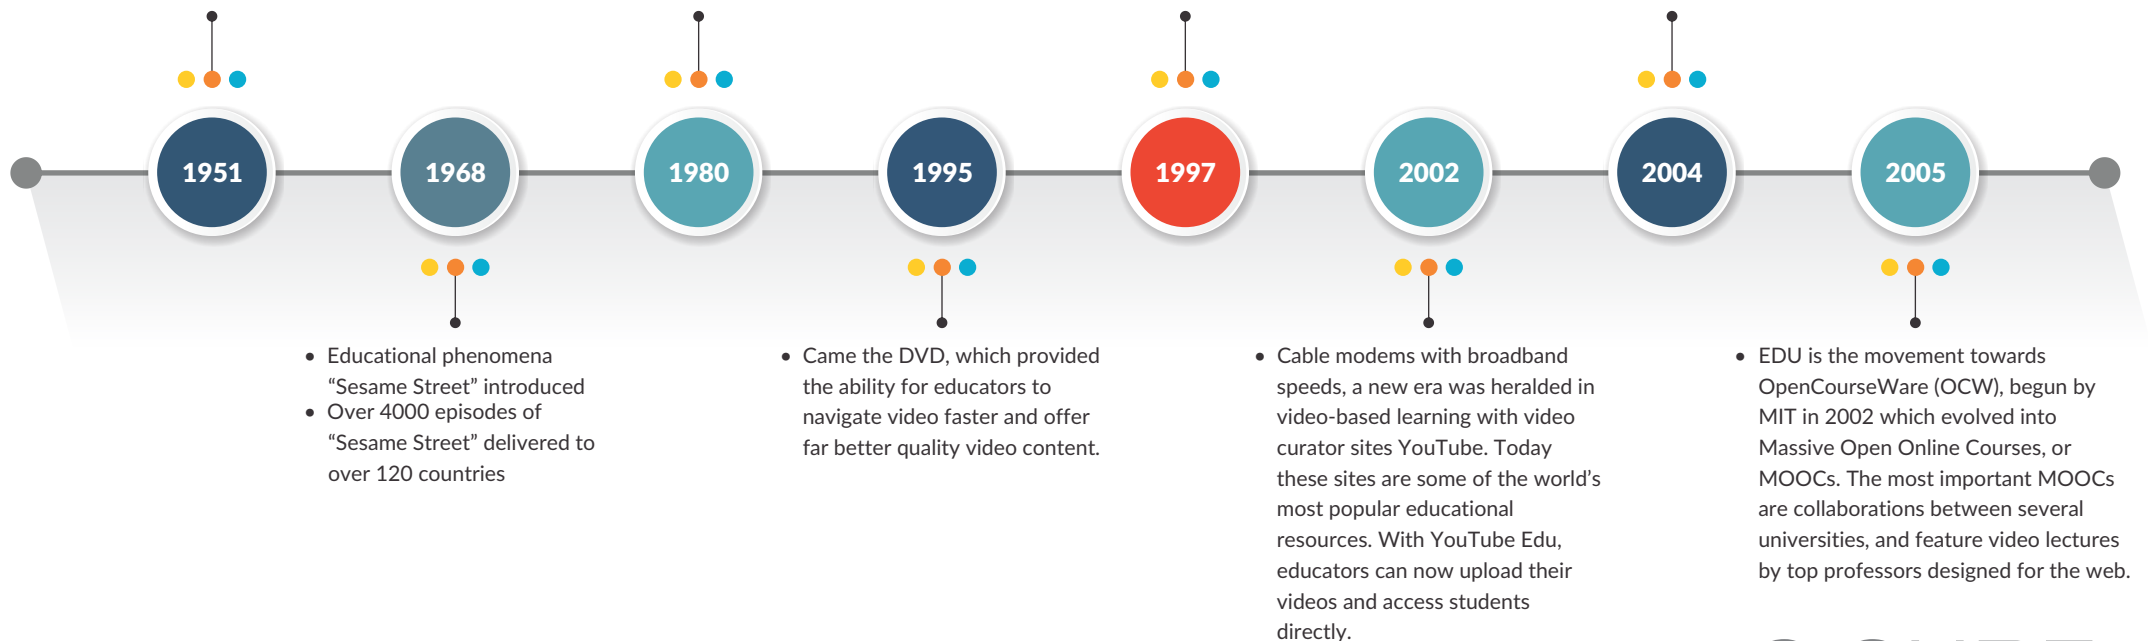 1951
1968
1980
1995
1997
2002
2004
2005
• Educational phenomena
“Sesame Street” introduced
• Over 4000 episodes of
“Sesame Street” delivered to
over 120 countries
• Came the DVD, which provided
the ability for educators to
navigate video faster and offer
far better quality video content.
• Cable modems with broadband
speeds, a new era was heralded in
video-based learning with video
curator sites YouTube. Today
these sites are some of the world’s
most popular educational
resources. With YouTube Edu,
educators can now upload their
videos and access students
directly.
• EDU is the movement towards
OpenCourseWare (OCW), begun by
MIT in 2002 which evolved into
Massive Open Online Courses, or
MOOCs. The most important MOOCs
are collaborations between several
universities, and feature video lectures
by top professors designed for the web.